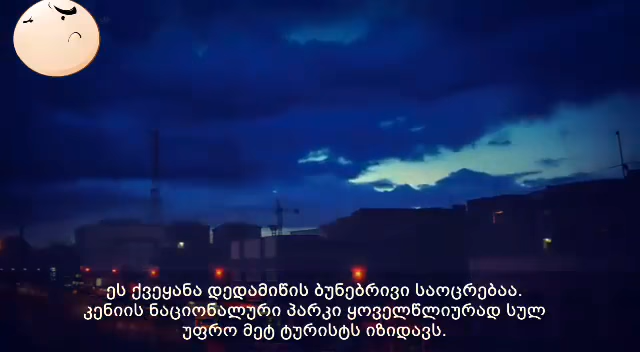 ეს ქვეყანა დედამიწის ბუნებრივი საოცრებაა.
კენიის ნაციონალური პარკი ყოველწლიურად სულ
უფრო მეტ ტურისტს იზიდავს.